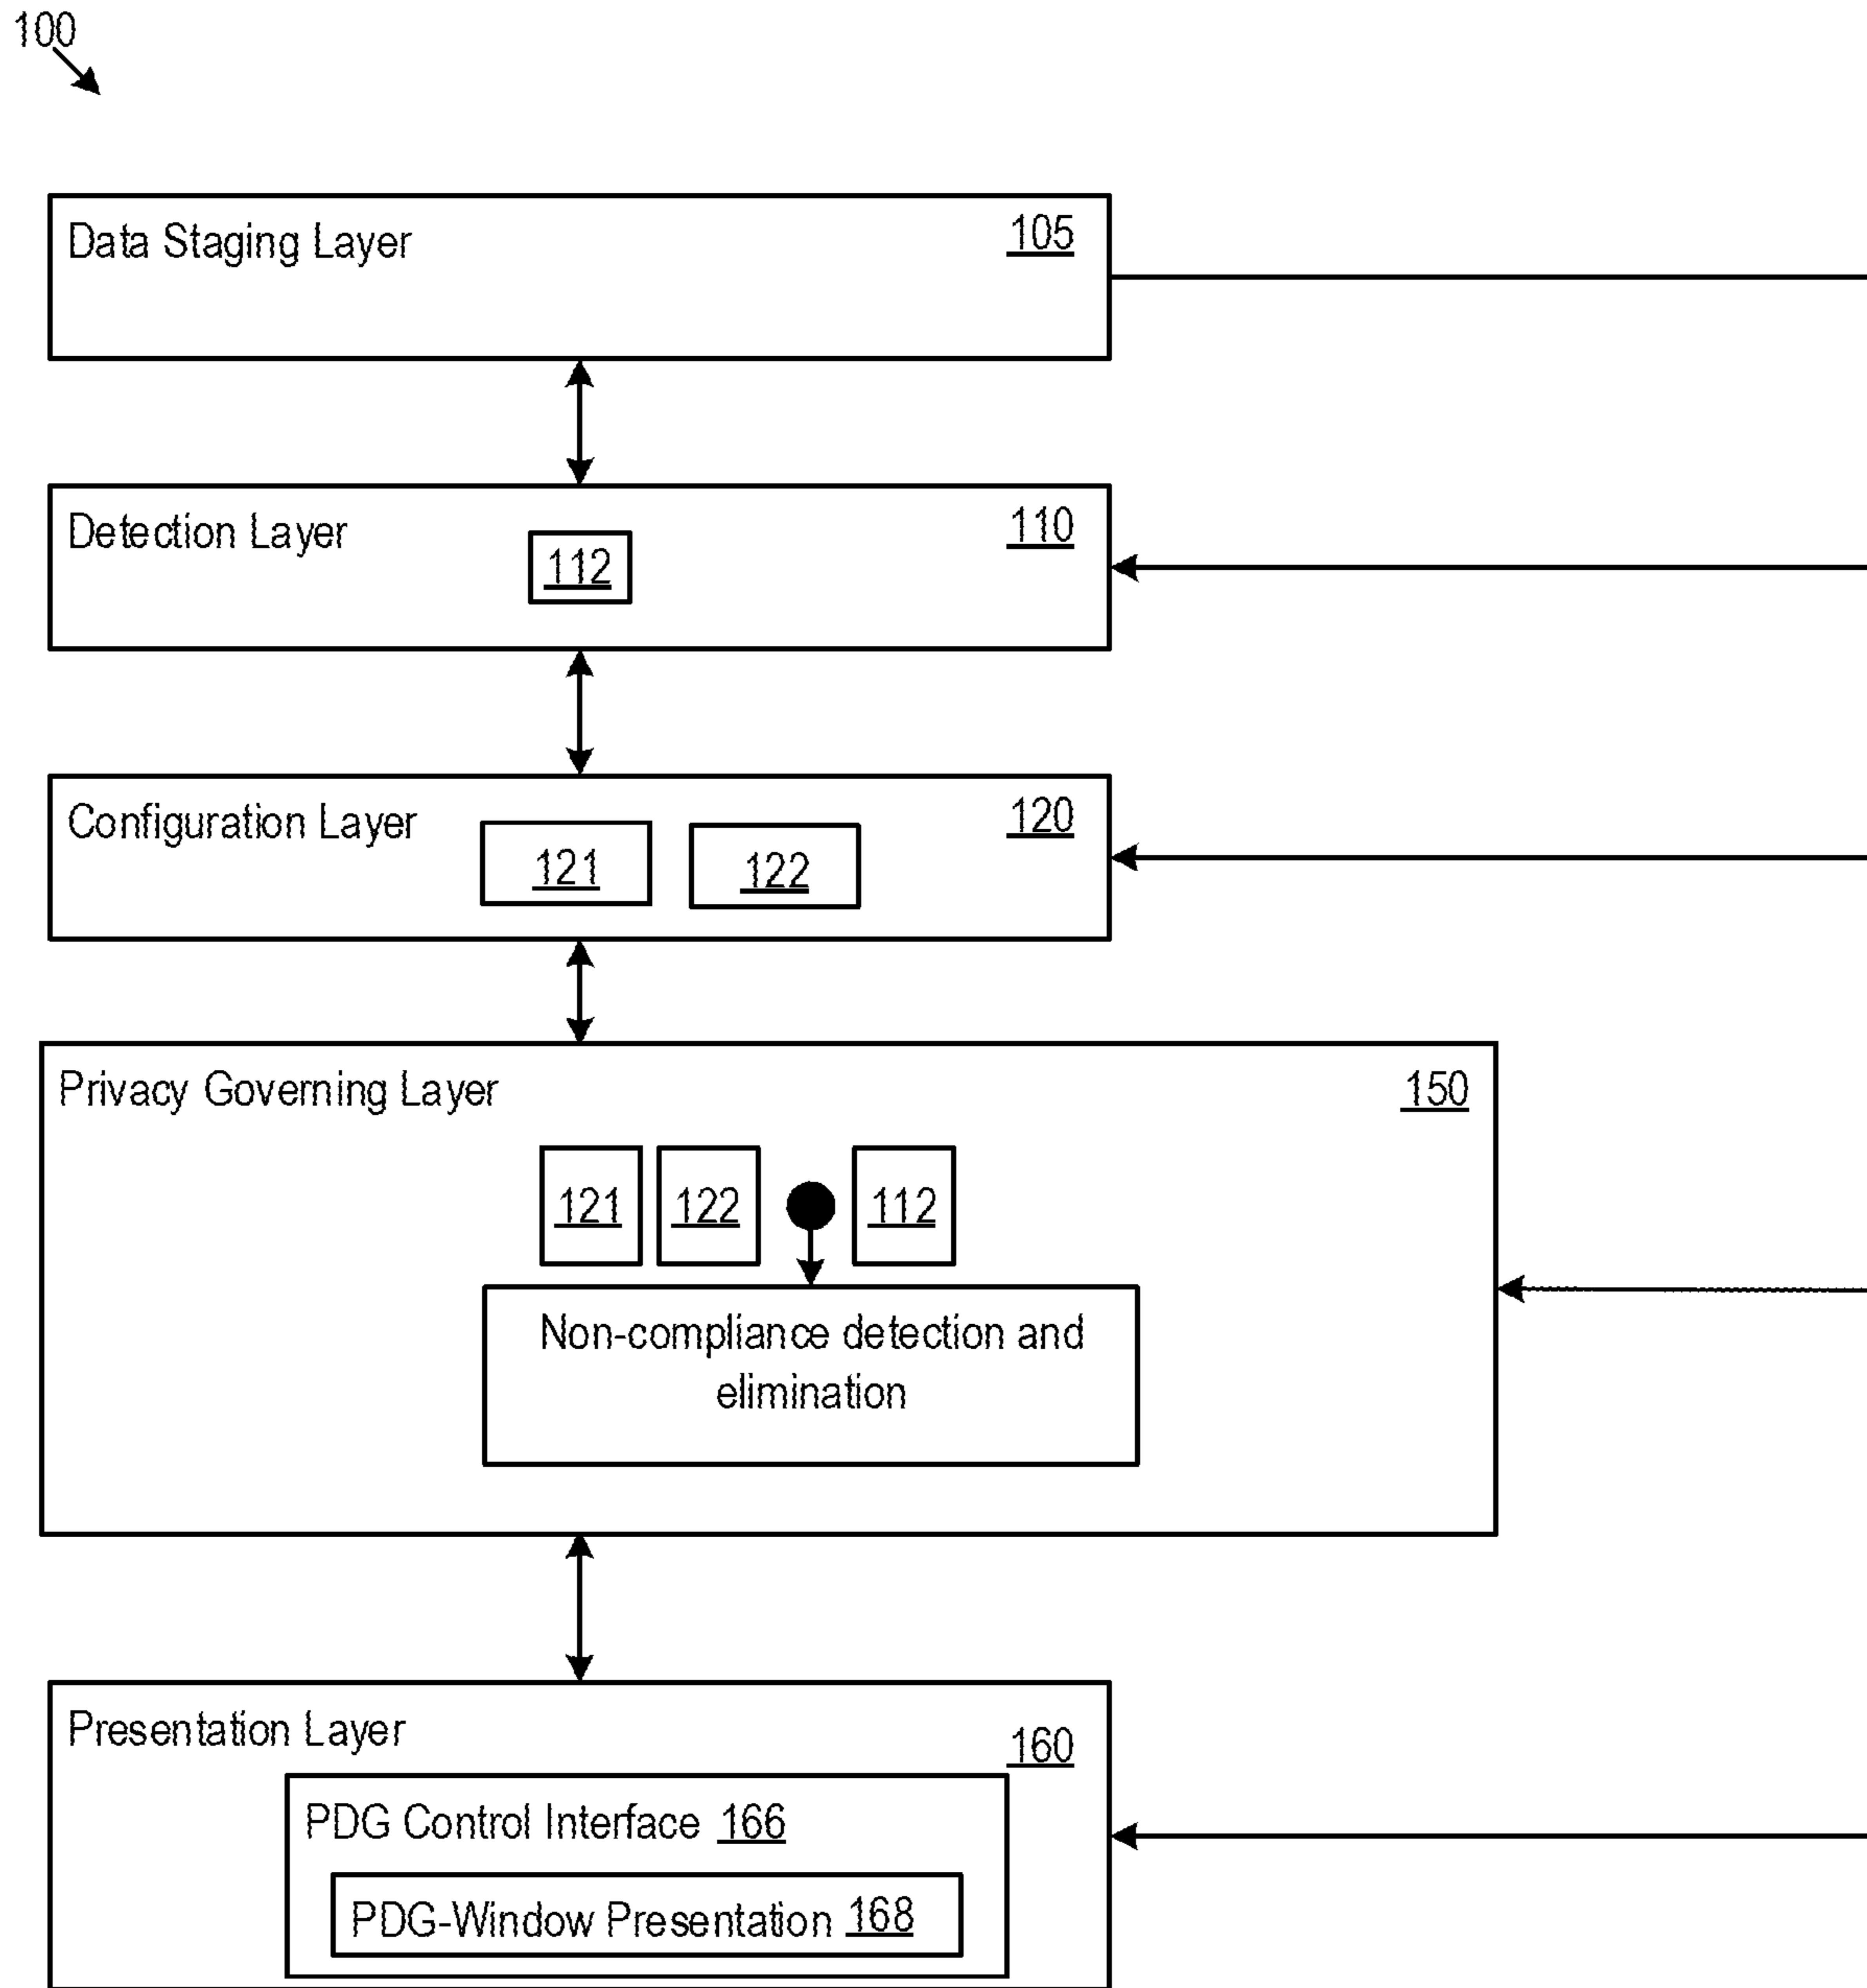 100
Data Staging Layer 105
Detection Layer 110
112
Configuration Layer 120
121 122
Privacy Governing Layer 150
121 122 112
Non-compliance detection and
elimination
Presentation Layer 160
PDG Control Interface 166
PDG-Window Presentation 168